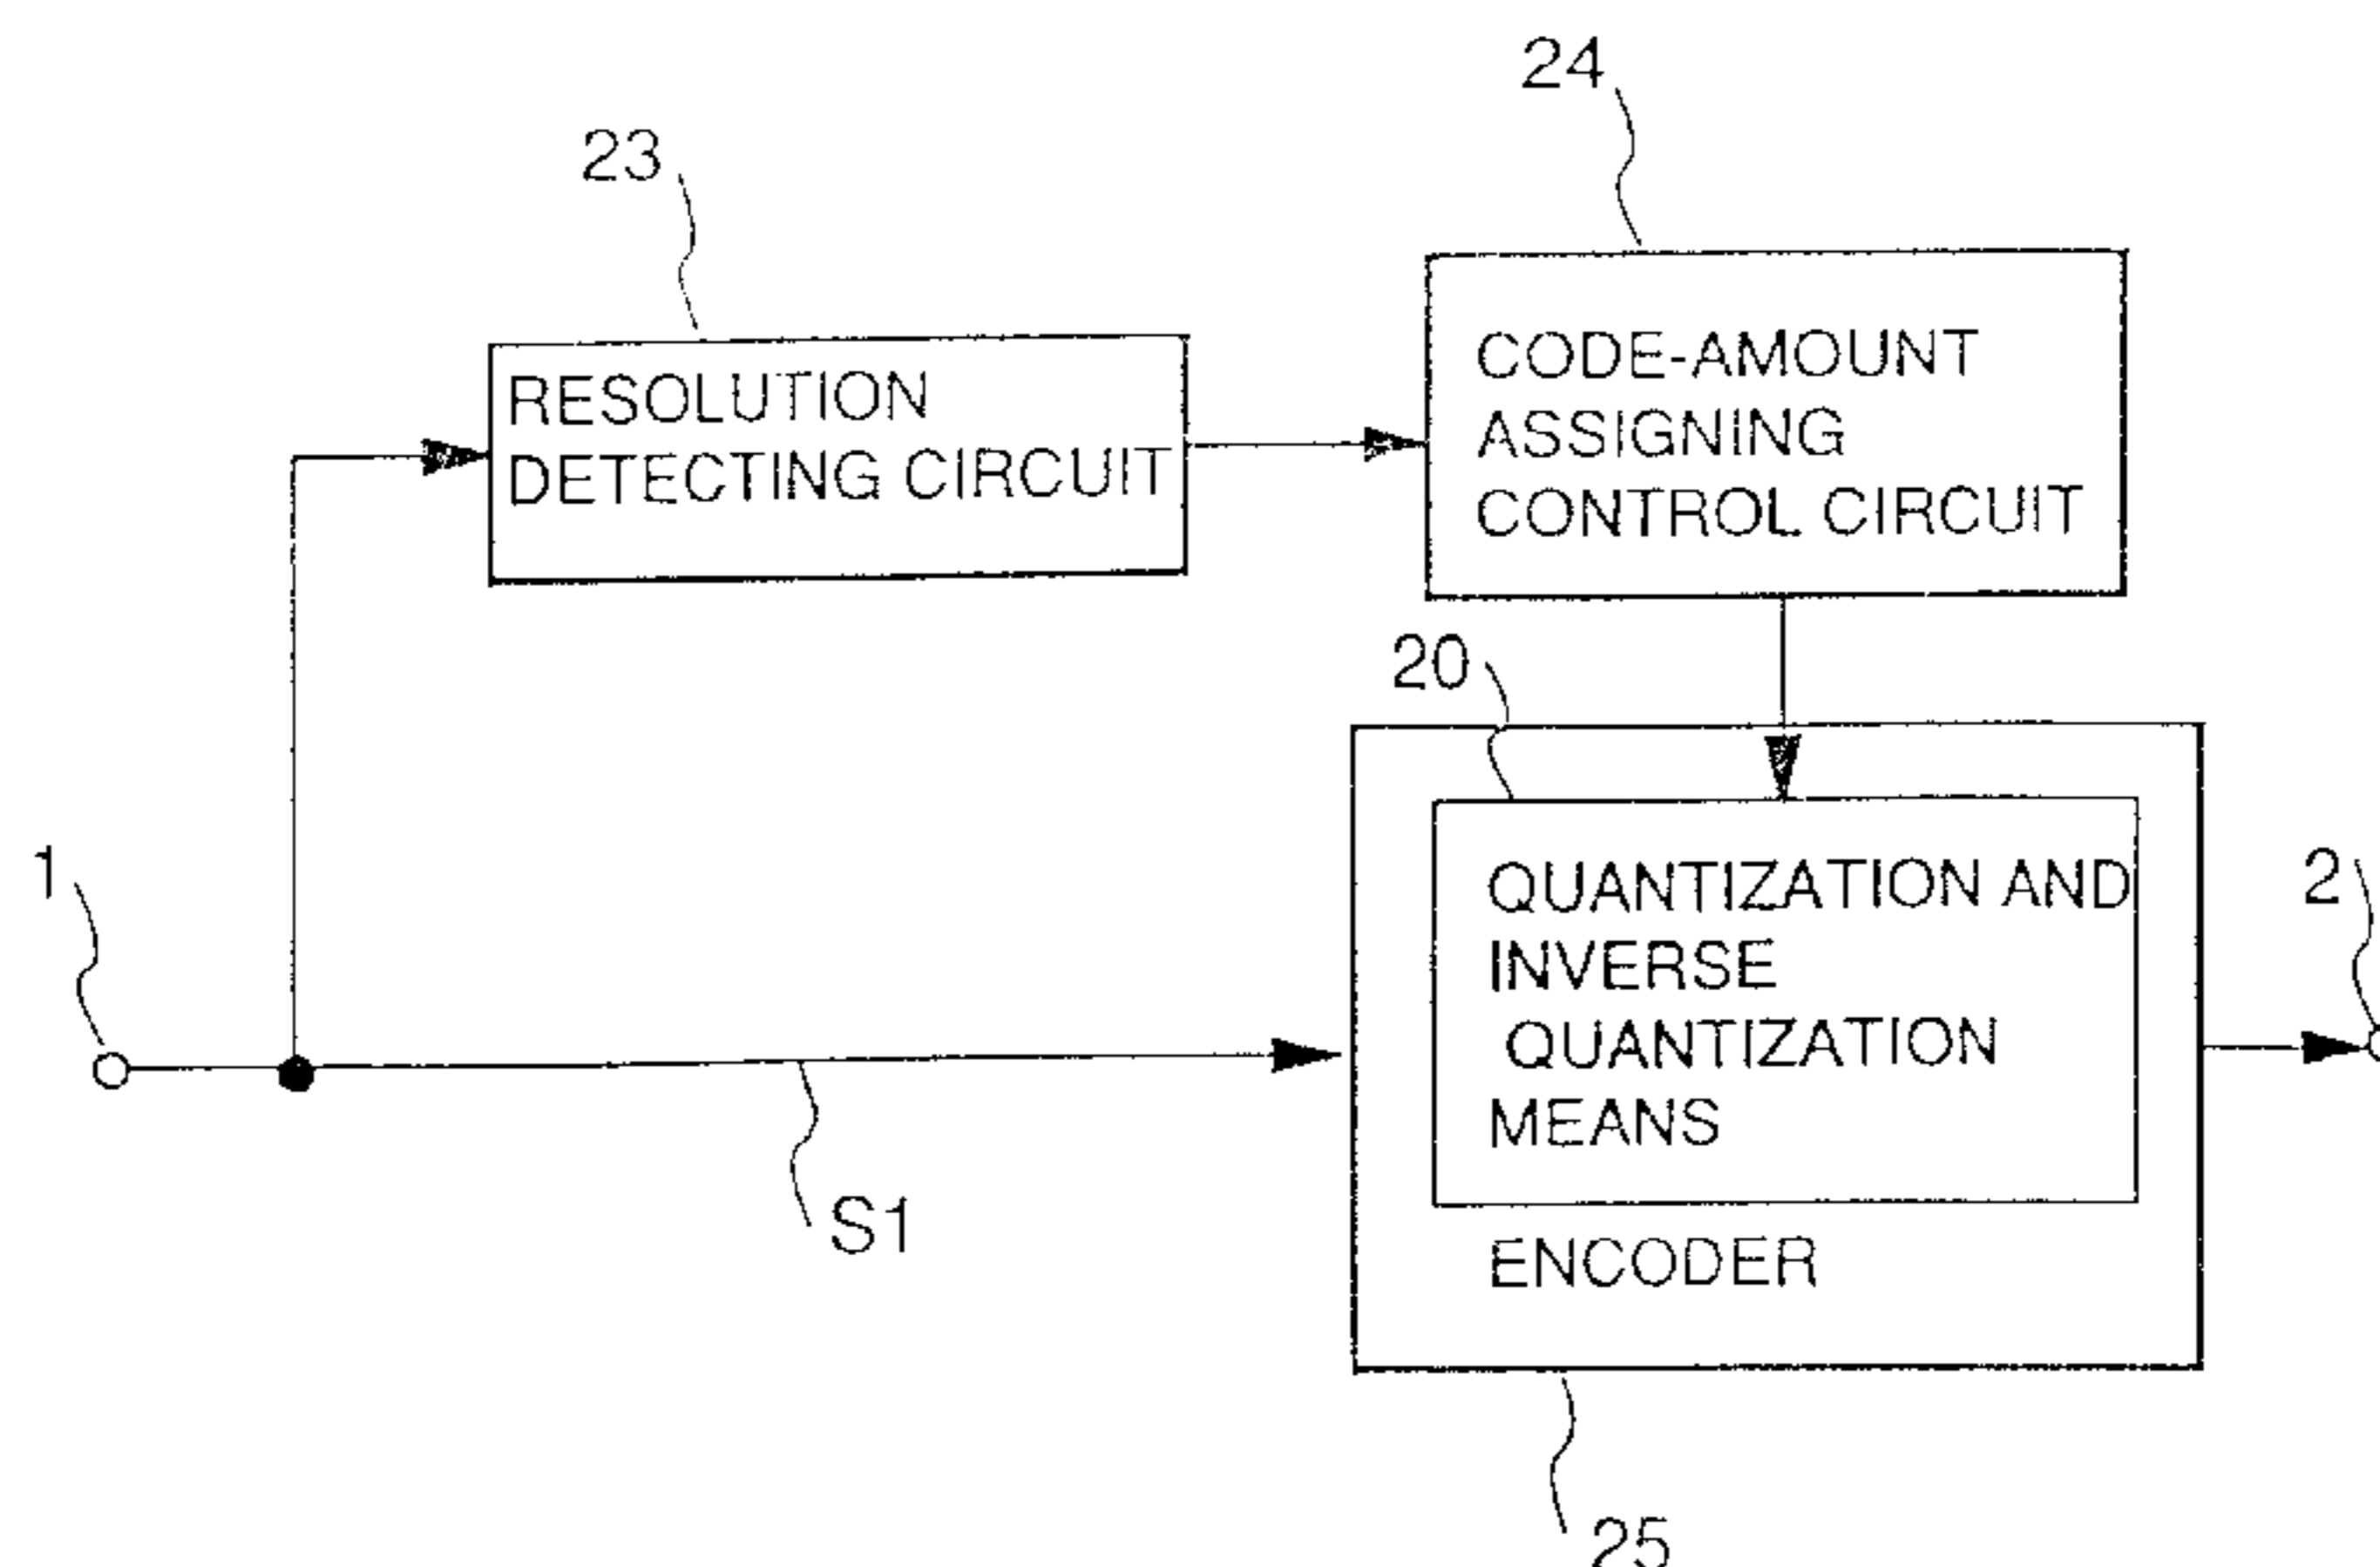 24
23
CODE-AMOUNT
ASSIGNING
CONTROL CIRCUIT
RESOLUTION
DETECTING CIRCUIT
20
1
QUANTIZATION AND
INVERSE
QUANTIZATION
MEANS
2
S1
ENCODER
25